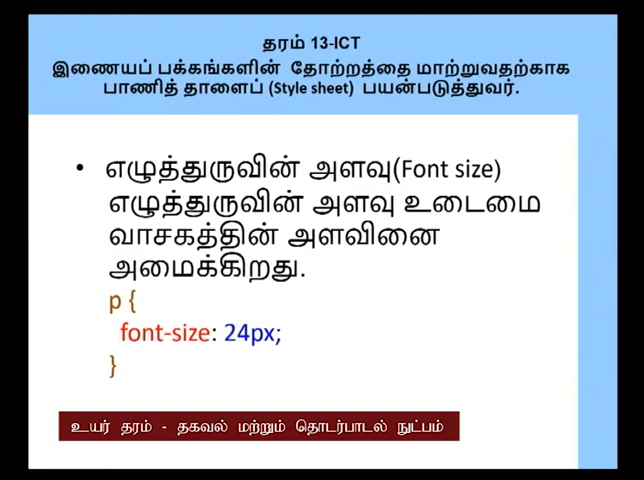 தரம் 13-ICT
இணையப் பக்கங்களின் தோற்றத்தை மாற்றுவதற்காக
பாணித் தாளைப் (Style sheet) பயன்படுத்துவர்.
• எழுத்துருவின் அளவு(Font size)
எழுத்துருவின் அளவு உடைமை
வாசகத்தின் அளவினை
அமைக்கிறது.
p {
font-size: 24px;
}
உயர் தரம் - தகவல் மற்றும் தொடர்பாடல் நுட்பம்